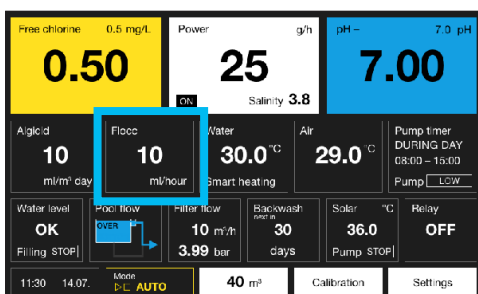 Free chlorine 0.5 mg/L
0.50
Power g/h
25
ON Salinity 3.8
pH – 7.0 pH
7.00
Algicid
10
ml/m³ day
Flocc
10
ml/hour
Water
30.0 °C
Smart heating
Air
29.0 °C
Pump timer
DURING DAY
08:00 – 15:00
Pump LOW
Water level
OK
Filling STOP
Pool flow
OVER
Filter flow
10 m³/h
3.99 bar
Backwash
next in
30
days
Solar °C
36.0
Pump STOP
Relay
OFF
11:30 14.07.
Mode
AUTO
40 m³
Calibration
Settings